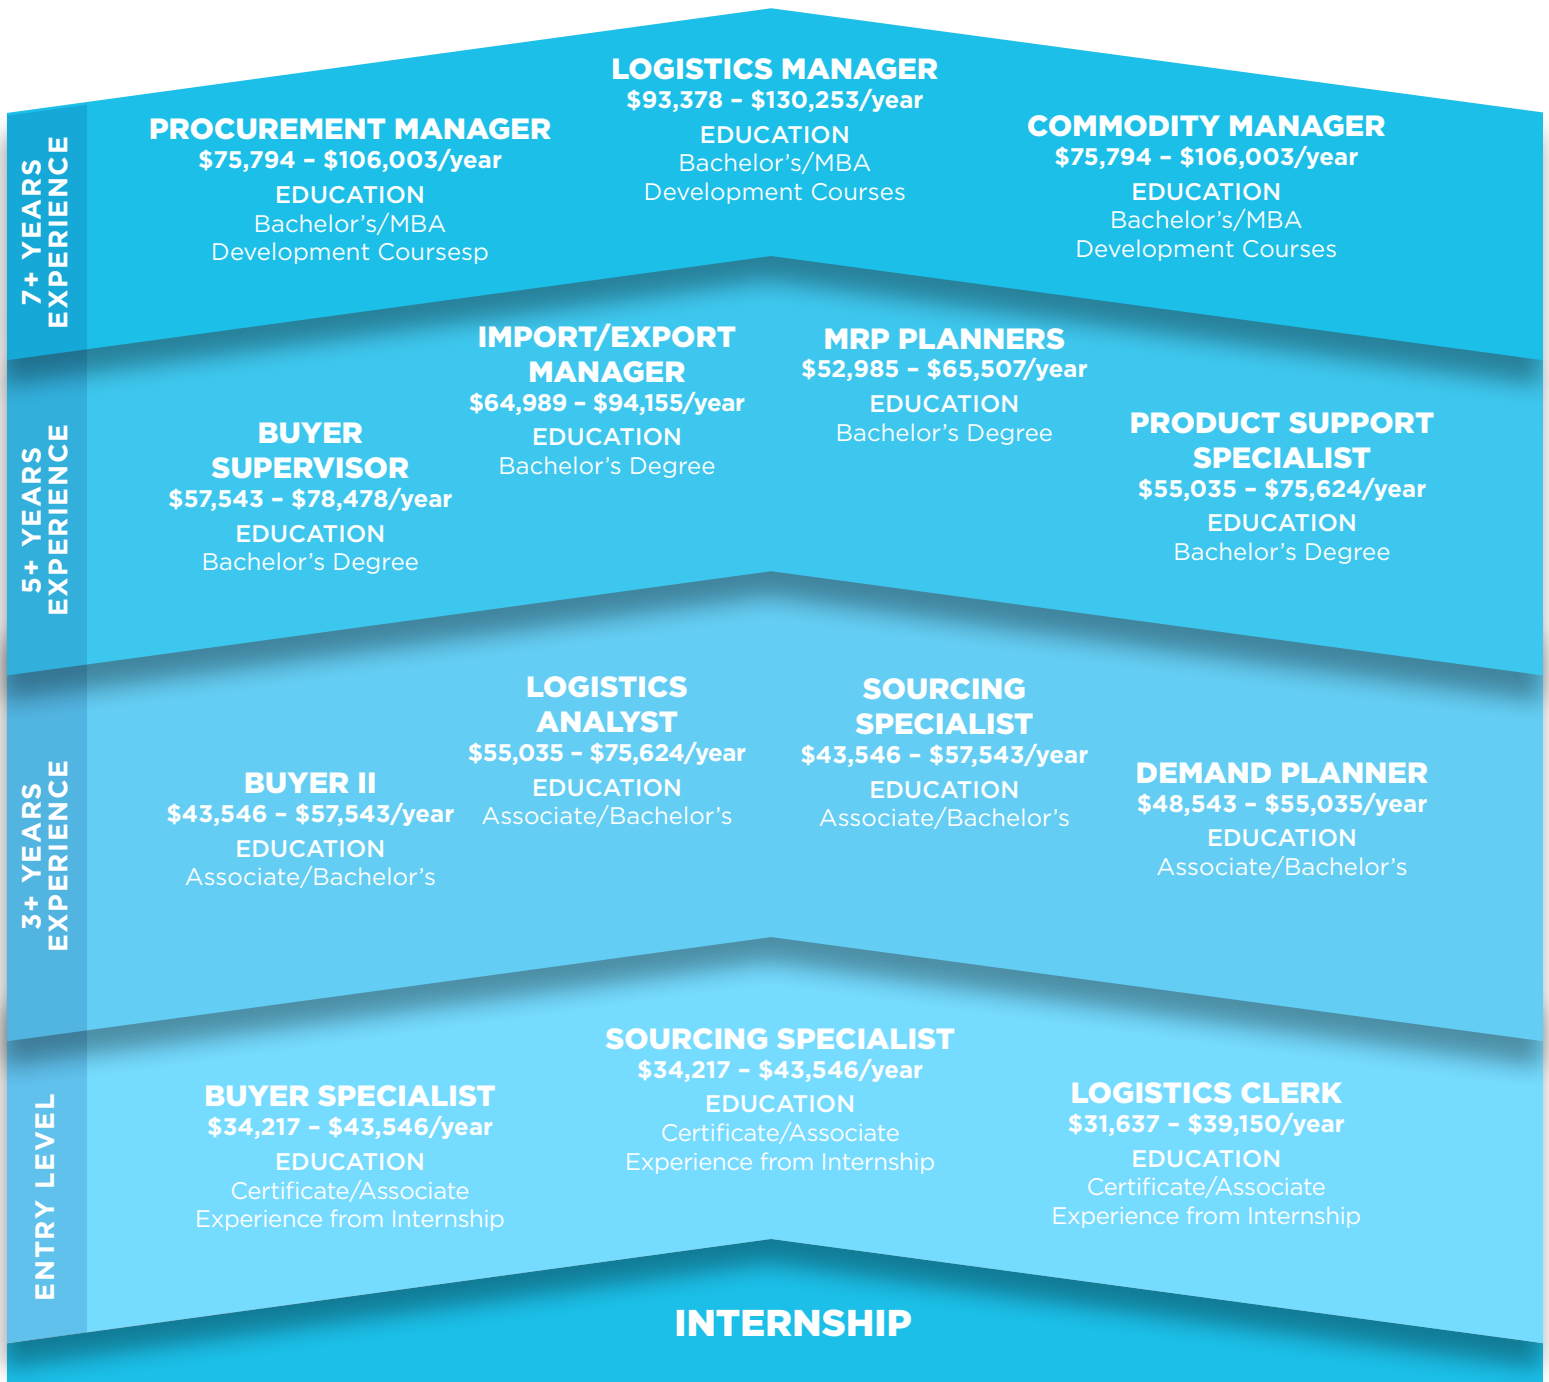 7+ YEARS
EXPERIENCE
LOGISTICS MANAGER
$93,378 – $130,253/year
EDUCATION
Bachelor's/MBA
Development Courses
PROCUREMENT MANAGER
$75,794 – $106,003/year
EDUCATION
Bachelor's/MBA
Development Coursesp
COMMODITY MANAGER
$75,794 – $106,003/year
EDUCATION
Bachelor's/MBA
Development Courses
5+ YEARS
EXPERIENCE
BUYER
SUPERVISOR
$57,543 – $78,478/year
EDUCATION
Bachelor's Degree
IMPORT/EXPORT
MANAGER
$64,989 – $94,155/year
EDUCATION
Bachelor's Degree
MRP PLANNERS
$52,985 – $65,507/year
EDUCATION
Bachelor's Degree
PRODUCT SUPPORT
SPECIALIST
$55,035 – $75,624/year
EDUCATION
Bachelor's Degree
3+ YEARS
EXPERIENCE
BUYER II
$43,546 – $57,543/year
EDUCATION
Associate/Bachelor's
LOGISTICS
ANALYST
$55,035 – $75,624/year
EDUCATION
Associate/Bachelor's
SOURCING
SPECIALIST
$43,546 – $57,543/year
EDUCATION
Associate/Bachelor's
DEMAND PLANNER
$48,543 – $55,035/year
EDUCATION
Associate/Bachelor's
ENTRY LEVEL
BUYER SPECIALIST
$34,217 – $43,546/year
EDUCATION
Certificate/Associate
Experience from Internship
SOURCING SPECIALIST
$34,217 – $43,546/year
EDUCATION
Certificate/Associate
Experience from Internship
LOGISTICS CLERK
$31,637 – $39,150/year
EDUCATION
Certificate/Associate
Experience from Internship
INTERNSHIP